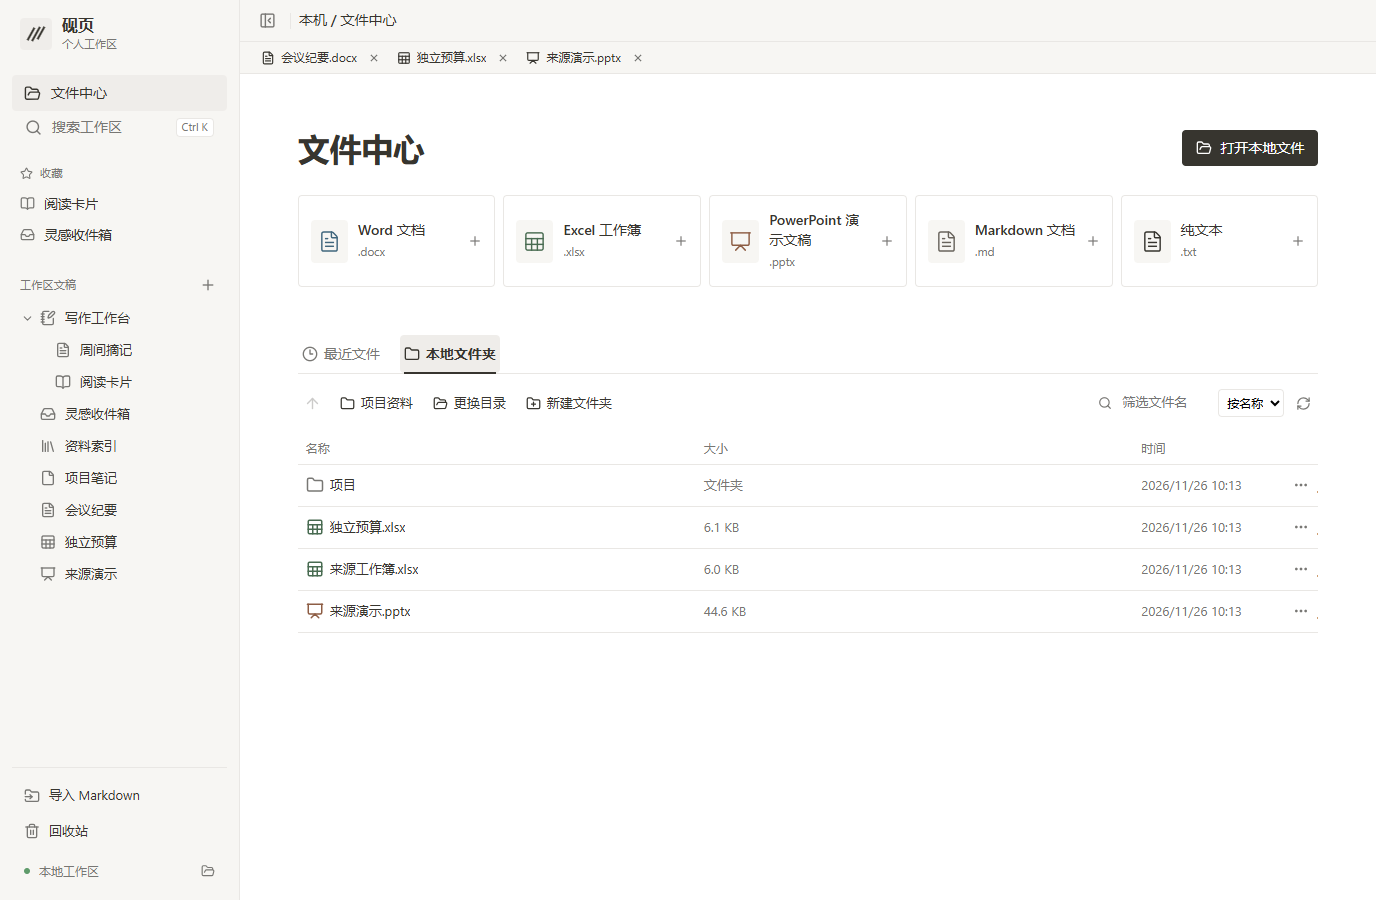 砚页
个人工作区
文件中心
搜索工作区 Ctrl K
收藏
阅读卡片
灵感收件箱
工作区文稿
写作工作台
周间摘记
阅读卡片
灵感收件箱
资料索引
项目笔记
会议纪要
独立预算
来源演示
导入 Markdown
回收站
本地工作区
本机 / 文件中心
会议纪要.docx 独立预算.xlsx 来源演示.pptx
文件中心
打开本地文件
Word 文档
.docx
Excel 工作簿
.xlsx
PowerPoint 演
示文稿
.pptx
Markdown 文档
.md
纯文本
.txt
最近文件 本地文件夹
项目资料 更换目录 新建文件夹 筛选文件名 按名称
名称 大小 时间
项目 文件夹 2026/11/26 10:13
独立预算.xlsx 6.1 KB 2026/11/26 10:13
来源工作簿.xlsx 6.0 KB 2026/11/26 10:13
来源演示.pptx 44.6 KB 2026/11/26 10:13